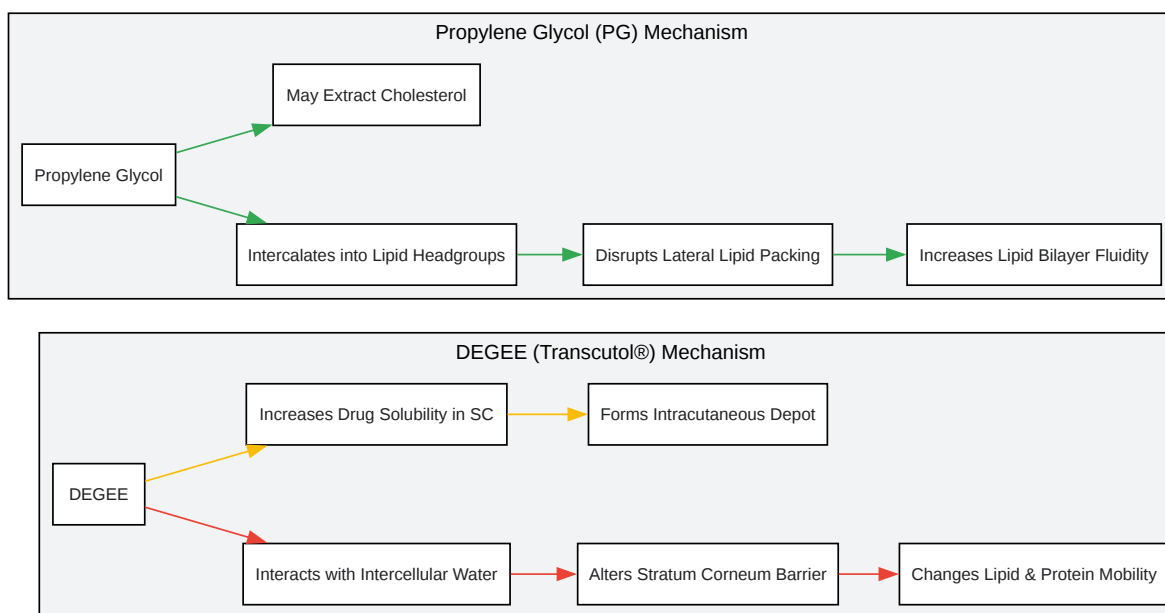 Propylene Glycol (PG) Mechanism
May Extract Cholesterol
Propylene Glycol
Intercalates into Lipid Headgroups
Disrupts Lateral Lipid Packing
Increases Lipid Bilayer Fluidity
DEGEE (Transcutol®) Mechanism
Increases Drug Solubility in SC
Forms Intracutaneous Depot
DEGEE
Interacts with Intercellular Water
Alters Stratum Corneum Barrier
Changes Lipid & Protein Mobility